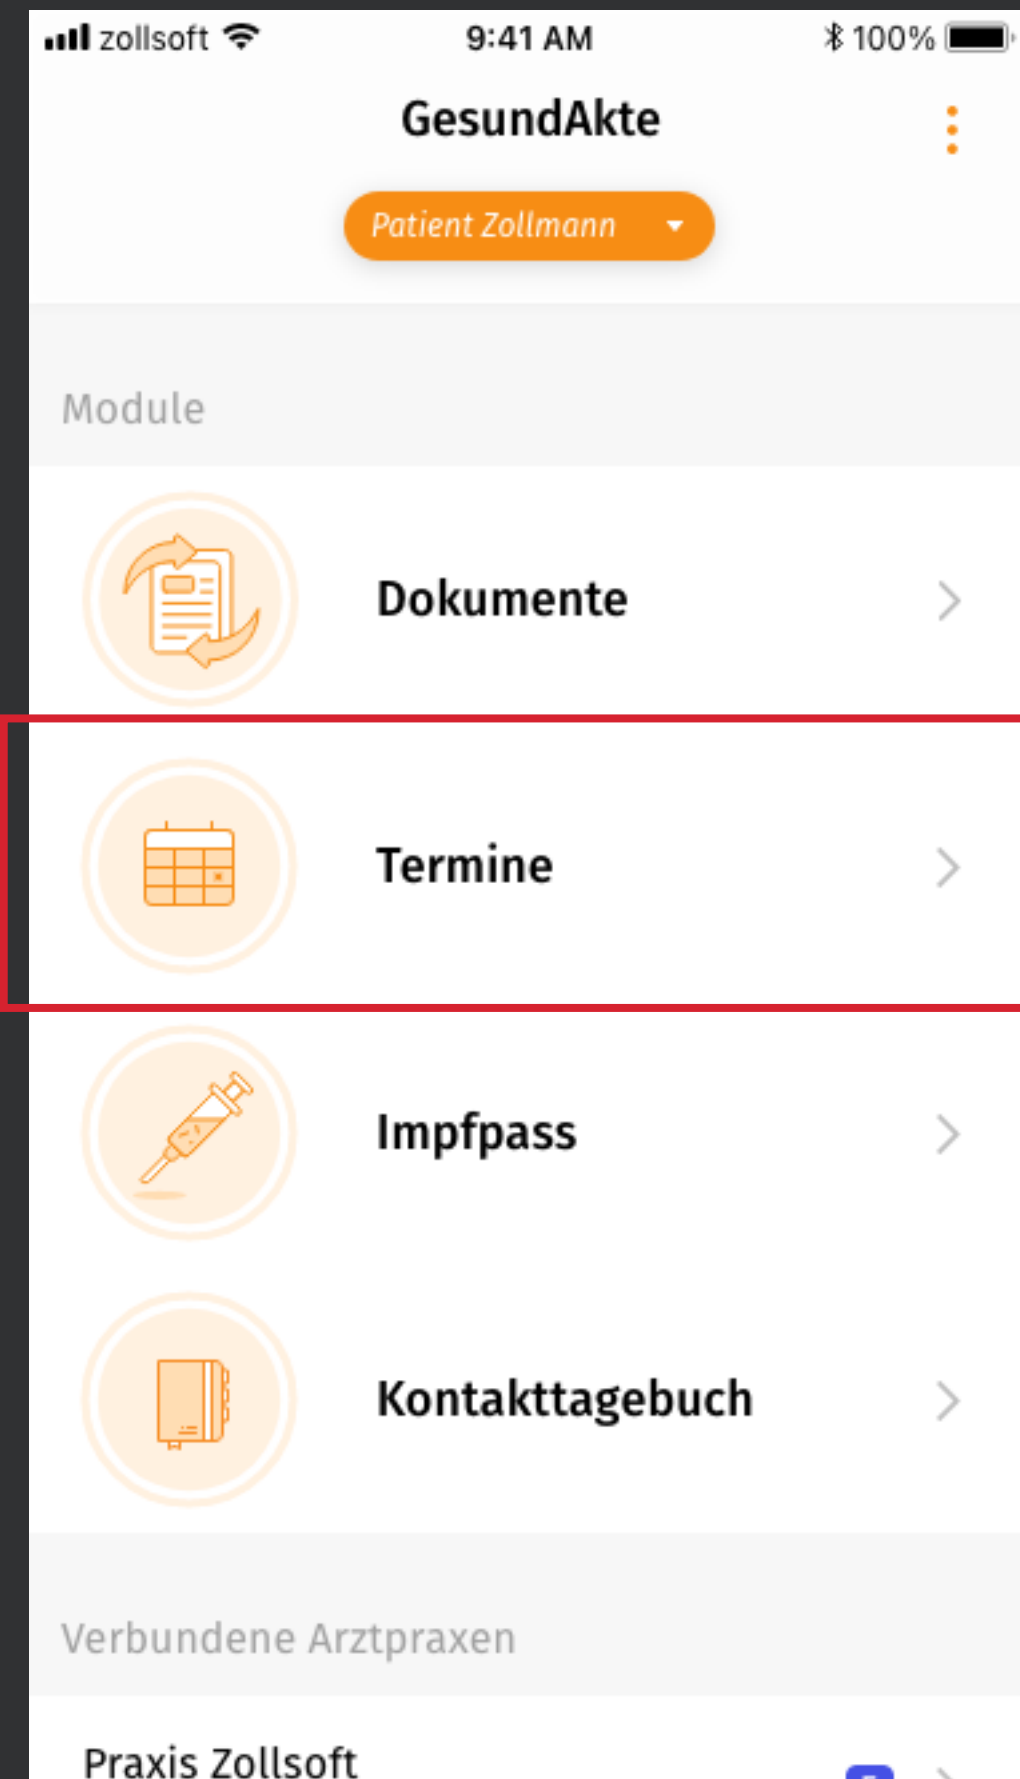 zollsoft 9:41 AM 100%
GesundAkte
Patient Zollmann
Module
Dokumente
Termine
Impfpass
Kontakttagebuch
Verbundene Arztpraxen
Praxis Zollsoft